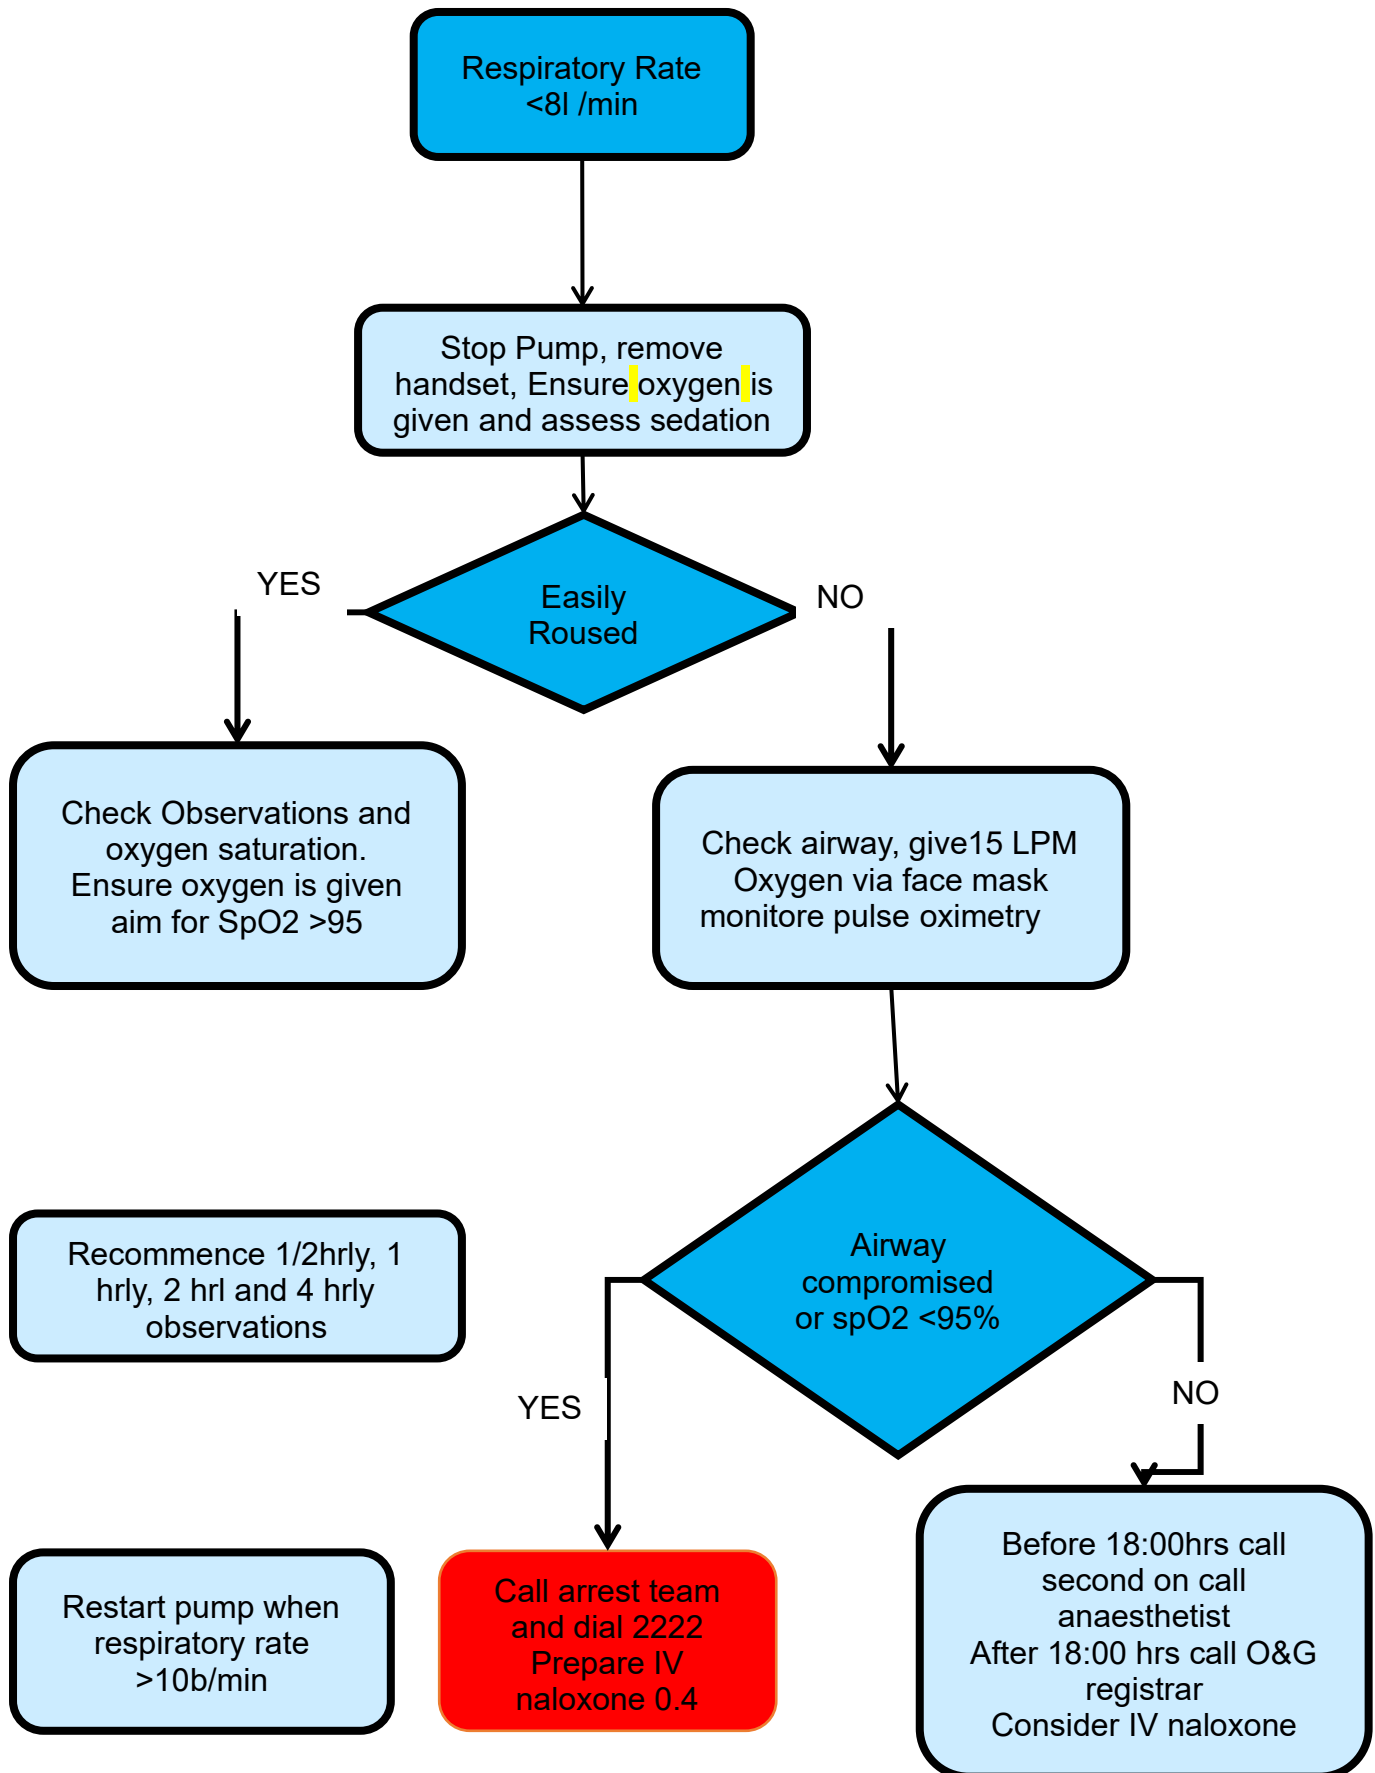 Respiratory Rate
<8l /min
Stop Pump, remove
handset, Ensure oxygen is
given and assess sedation
Easily
Roused
YES
NO
Check Observations and
oxygen saturation.
Ensure oxygen is given
aim for SpO2 >95
Check airway, give15 LPM
Oxygen via face mask
monitore pulse oximetry
Airway
compromised
or spO2 <95%
Recommence 1/2hrly, 1
hrly, 2 hrl and 4 hrly
observations
YES
NO
Restart pump when
respiratory rate
>10b/min
Call arrest team
and dial 2222
Prepare IV
naloxone 0.4
Before 18:00hrs call
second on call
anaesthetist
After 18:00 hrs call O&G
registrar
Consider IV naloxone